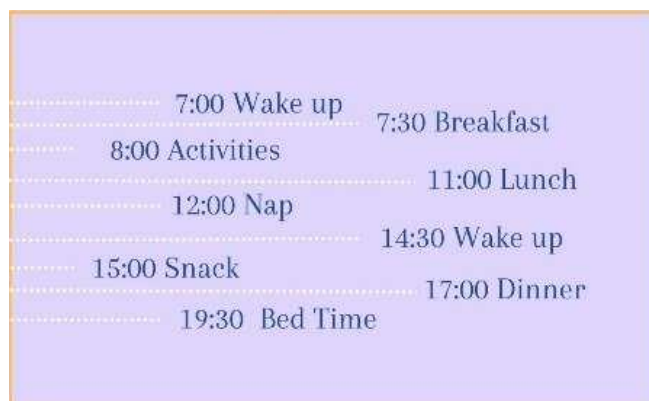 7:00 Wake up
7:30 Breakfast
8:00 Activities
11:00 Lunch
12:00 Nap
14:30 Wake up
15:00 Snack
17:00 Dinner
19:30 Bed Time